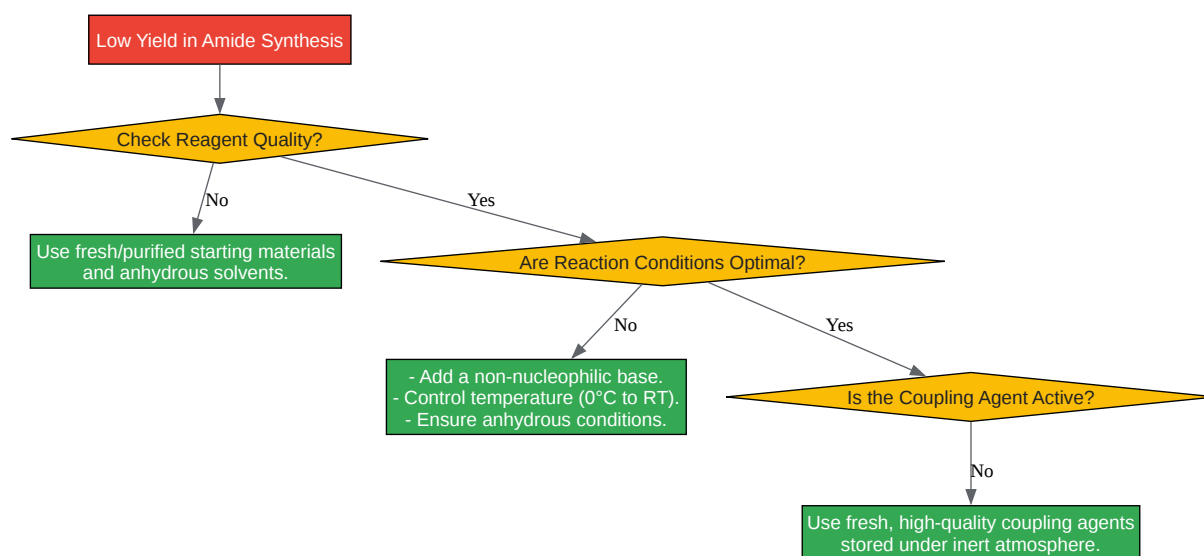 Low Yield in Amide Synthesis
Check Reagent Quality?
No
Yes
Use fresh/purified starting materials
and anhydrous solvents.
Are Reaction Conditions Optimal?
No
Yes
- Add a non-nucleophilic base.
- Control temperature (0°C to RT).
- Ensure anhydrous conditions.
Is the Coupling Agent Active?
No
Use fresh, high-quality coupling agents
stored under inert atmosphere.